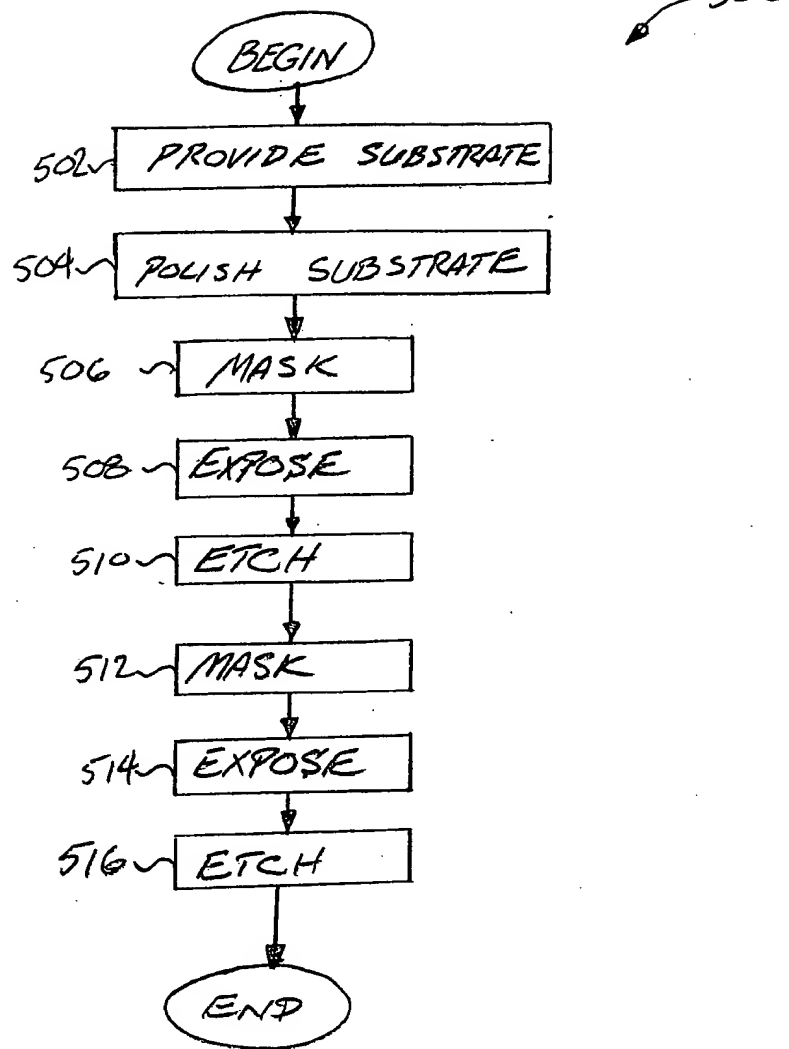 BEGIN
502 PROVIDE SUBSTRATE
504 POLISH SUBSTRATE
506 MASK
508 EXPOSE
510 ETCH
512 MASK
514 EXPOSE
516 ETCH
END